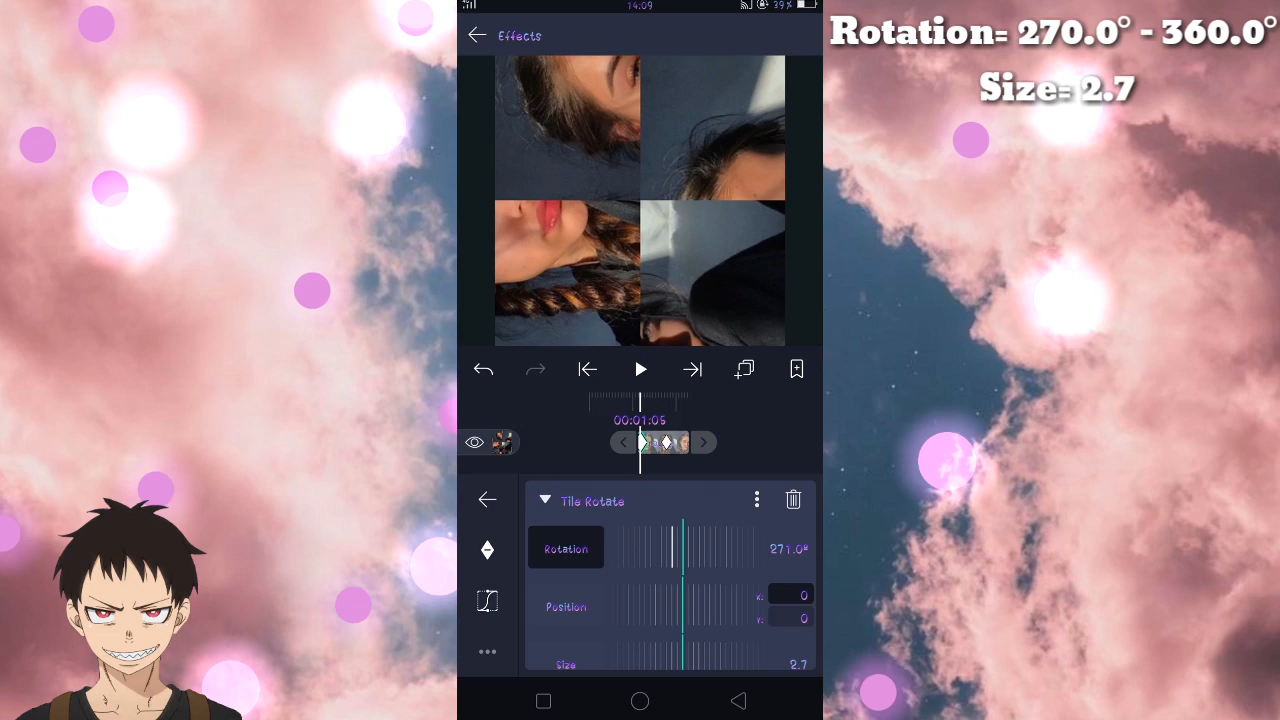 14:09
39%
Effects
Rotation= 270.0° - 360.0°
Size= 2.7
00:01:05
Tile Rotate
Rotation
271.0°
Position
X: 0
Y: 0
Size
2.7